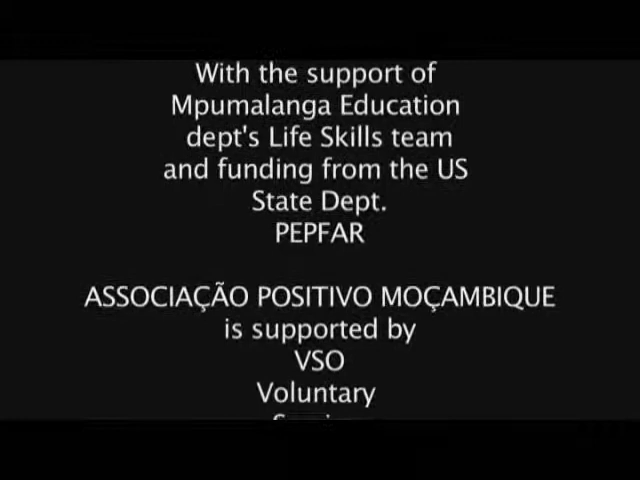 With the support of
Mpumalanga Education
dept's Life Skills team
and funding from the US
State Dept.
PEPFAR
ASSOCIAÇÃO POSITIVO MOÇAMBIQUE
is supported by
VSO
Voluntary